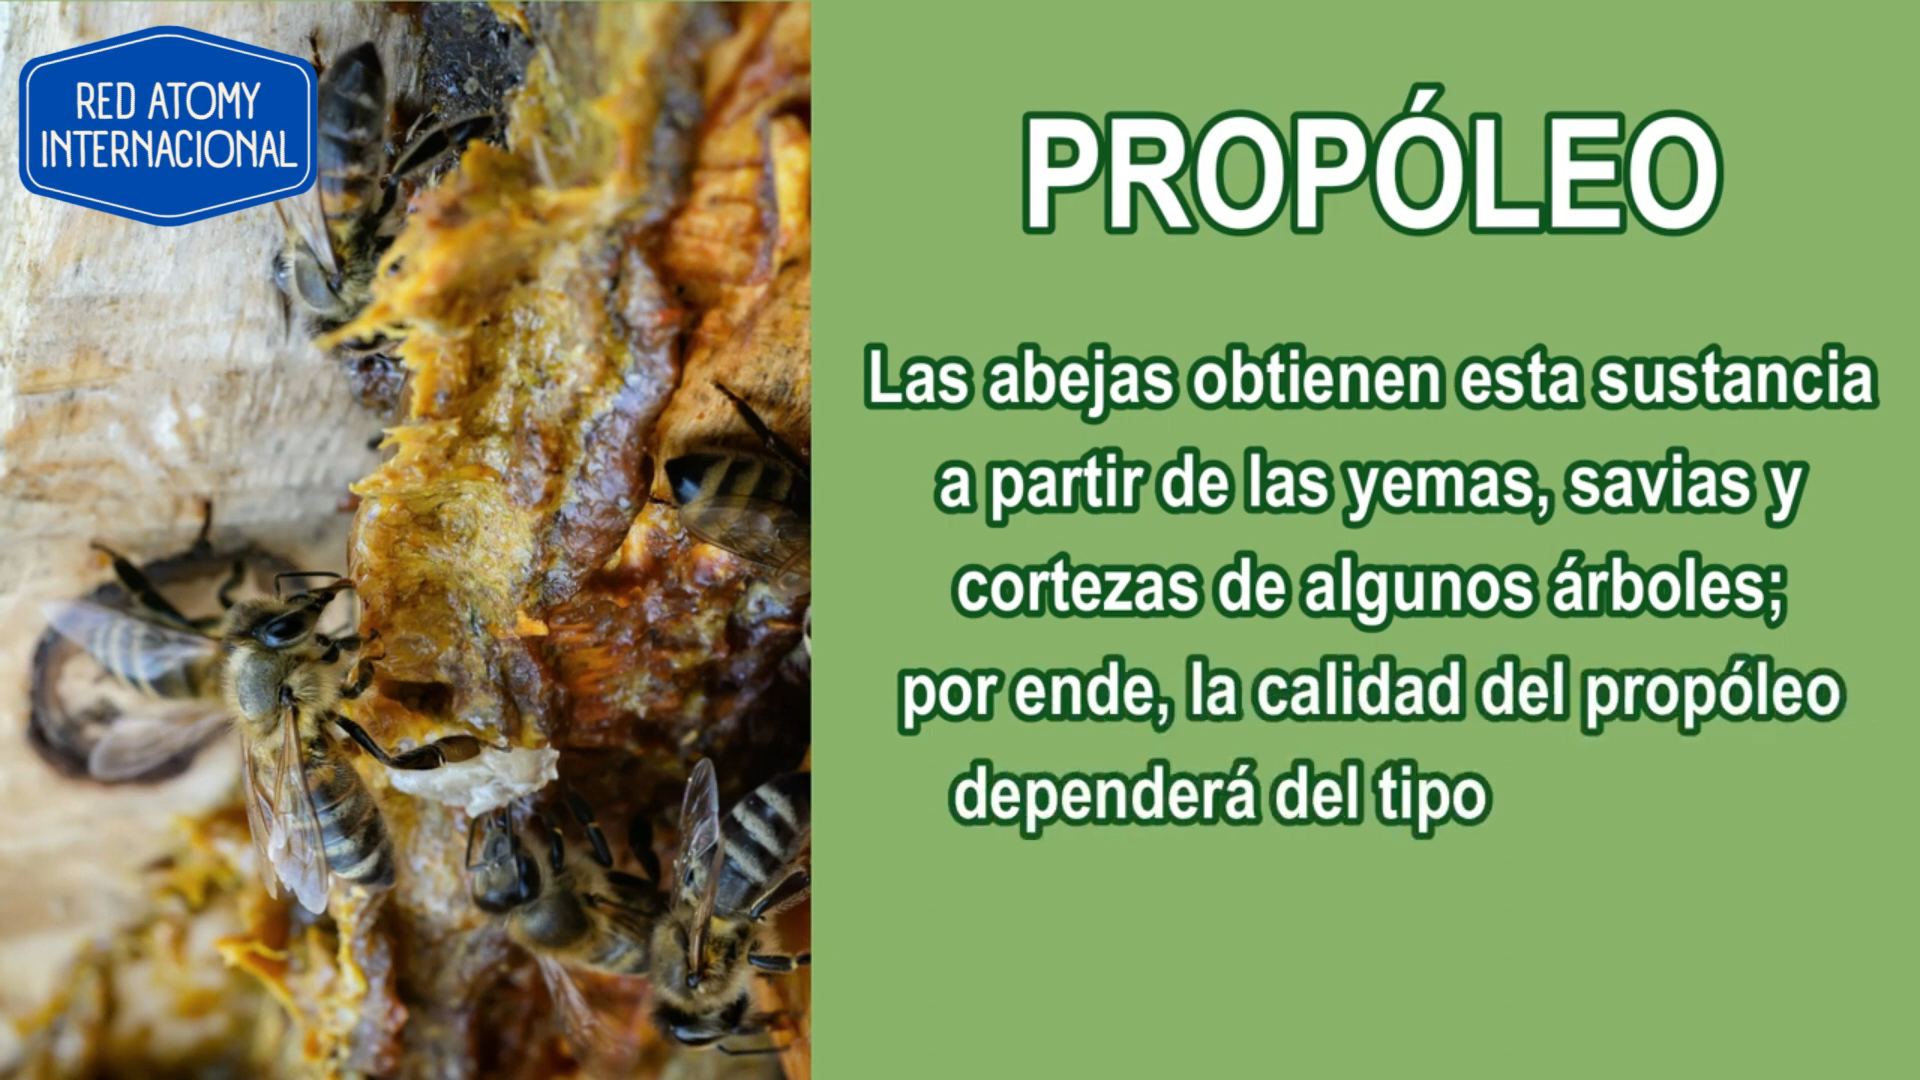 RED ATOMY
INTERNACIONAL
PROPÓLEO
Las abejas obtienen esta sustancia
a partir de las yemas, savias y
cortezas de algunos árboles;
por ende, la calidad del propóleo
dependerá del tipo